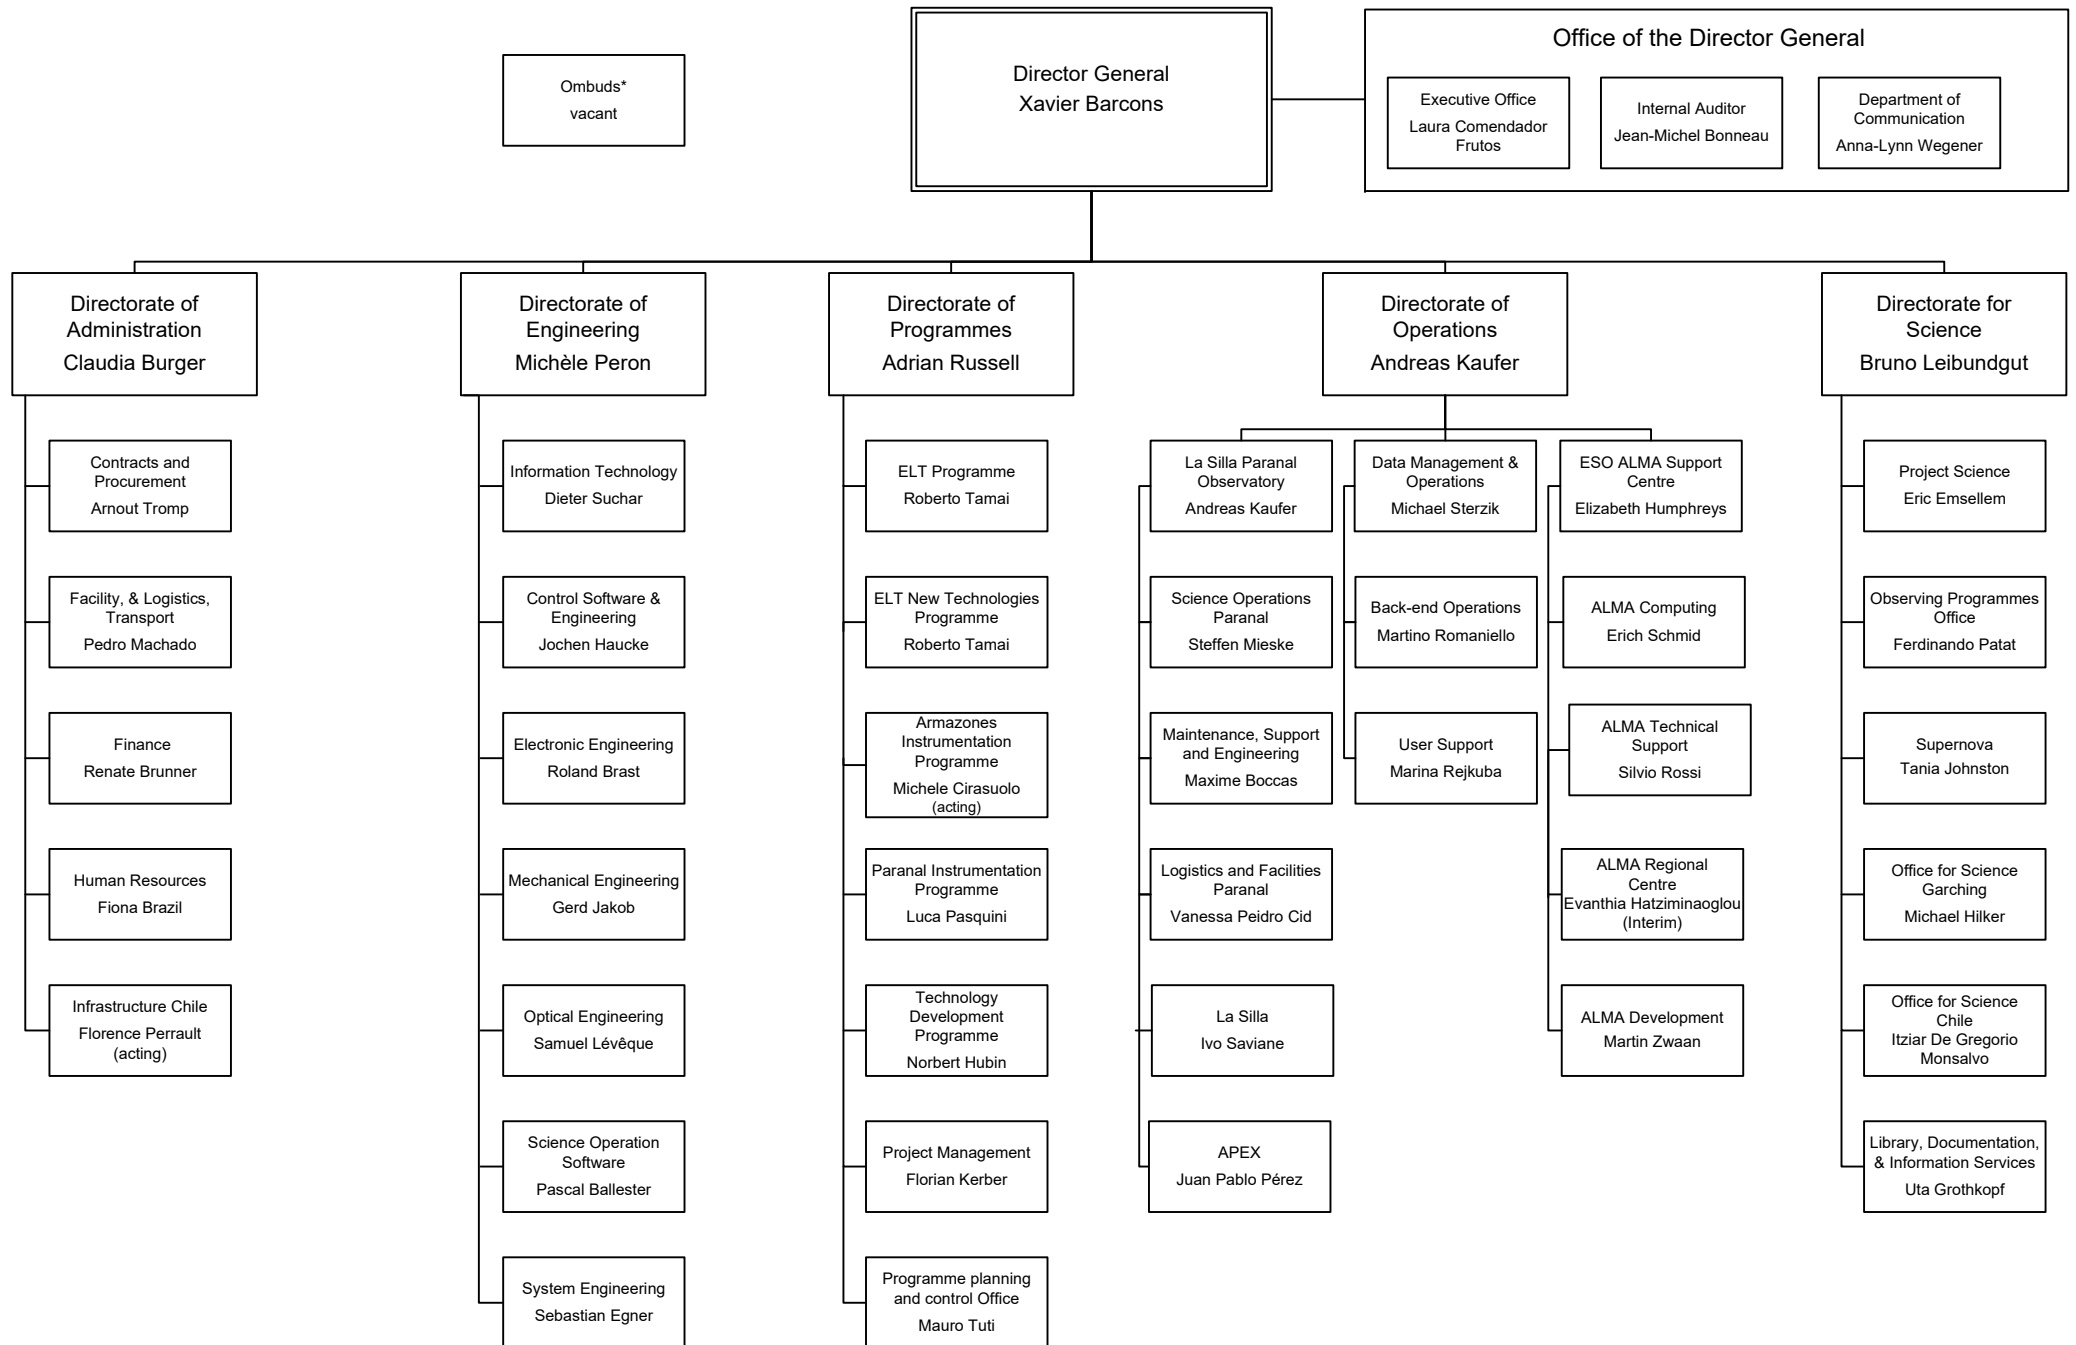 Ombuds*
vacant
Director General
Xavier Barcons
Office of the Director General
Executive Office
Laura Comendador
Frutos
Internal Auditor
Jean-Michel Bonneau
Department of
Communication
Anna-Lynn Wegener
Directorate of
Administration
Claudia Burger
Directorate of
Engineering
Michèle Peron
Directorate of
Programmes
Adrian Russell
Directorate of
Operations
Andreas Kaufer
Directorate for
Science
Bruno Leibundgut
Contracts and
Procurement
Arnout Tromp
Facility, & Logistics,
Transport
Pedro Machado
Finance
Renate Brunner
Human Resources
Fiona Brazil
Infrastructure Chile
Florence Perrault
(acting)
Information Technology
Dieter Suchar
Control Software &
Engineering
Jochen Haucke
Electronic Engineering
Roland Brast
Mechanical Engineering
Gerd Jakob
Optical Engineering
Samuel Lévêque
Science Operation
Software
Pascal Ballester
System Engineering
Sebastian Egner
ELT Programme
Roberto Tamai
ELT New Technologies
Programme
Roberto Tamai
Armazones
Instrumentation
Programme
Michele Cirasuolo
(acting)
Paranal Instrumentation
Programme
Luca Pasquini
Technology
Development
Programme
Norbert Hubin
Project Management
Florian Kerber
Programme planning
and control Office
Mauro Tuti
La Silla Paranal
Observatory
Andreas Kaufer
Science Operations
Paranal
Steffen Mieske
Maintenance, Support
and Engineering
Maxime Boccas
Logistics and Facilities
Paranal
Vanessa Peidro Cid
La Silla
Ivo Saviane
APEX
Juan Pablo Pérez
Data Management &
Operations
Michael Sterzik
Back-end Operations
Martino Romaniello
User Support
Marina Rejkuba
ESO ALMA Support
Centre
Elizabeth Humphreys
ALMA Computing
Erich Schmid
ALMA Technical
Support
Silvio Rossi
ALMA Regional
Centre
Evanthia Hatziminaoglou
(Interim)
ALMA Development
Martin Zwaan
Project Science
Eric Emsellem
Observing Programmes
Office
Ferdinando Patat
Supernova
Tania Johnston
Office for Science
Garching
Michael Hilker
Office for Science
Chile
Itziar De Gregorio
Monsalvo
Library, Documentation,
& Information Services
Uta Grothkopf